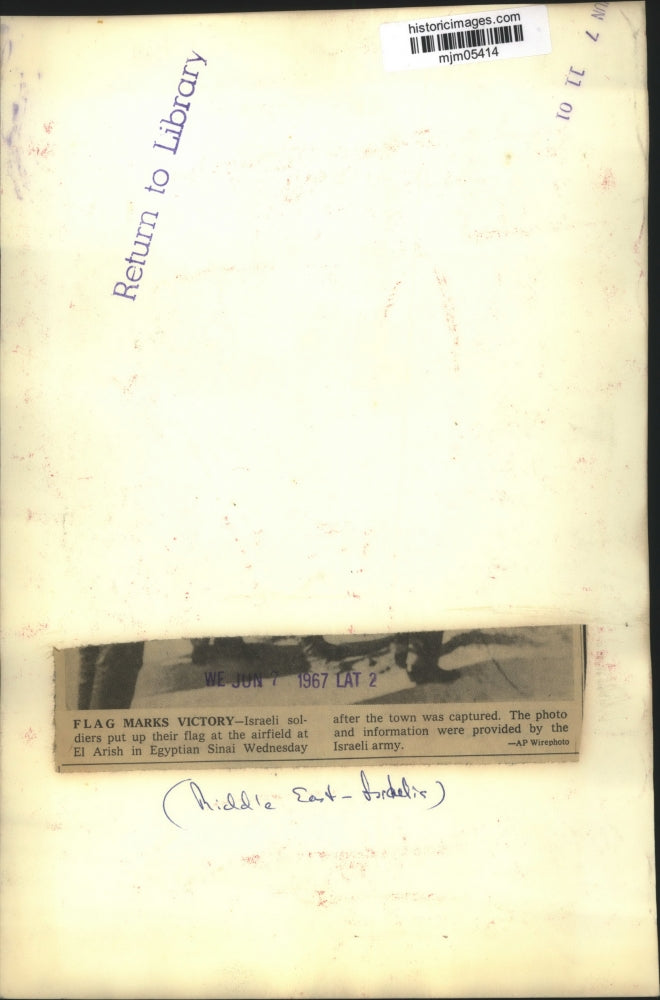 historicimages.com
mjm05414
UN 7 11 01
Return to Library
WE JUN 7 1967 LAT 2
FLAG MARKS VICTORY—Israeli sol-
diers put up their flag at the airfield at
El Arish in Egyptian Sinai Wednesday
after the town was captured. The photo
and information were provided by the
Israeli army.
—AP Wirephoto
(Middle East-